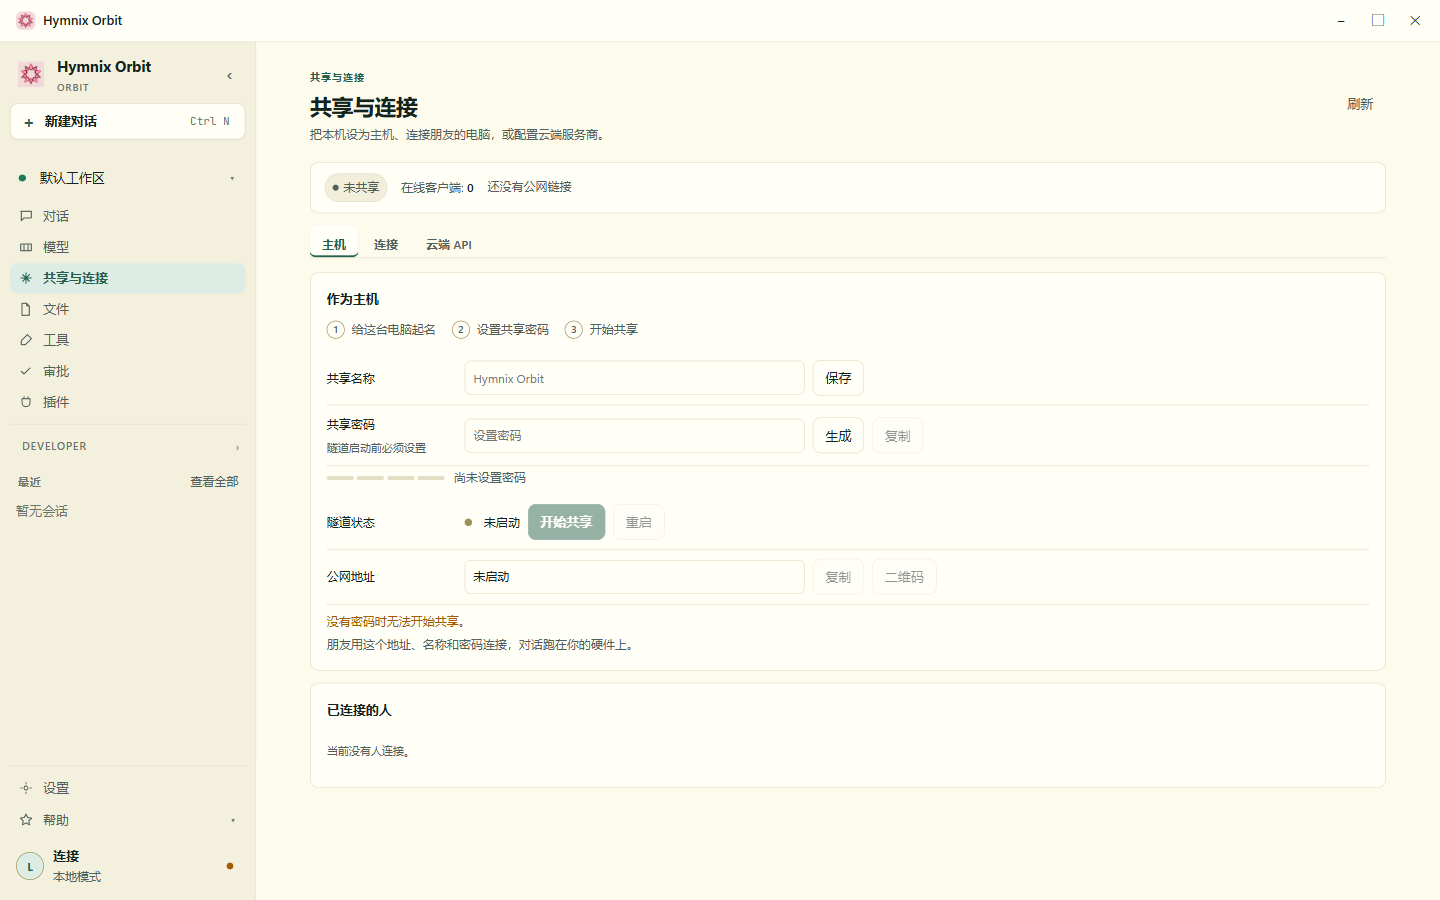 Hymnix Orbit
Hymnix Orbit
ORBIT
+ 新建对话 Ctrl N
默认工作区
对话
模型
共享与连接
文件
工具
审批
插件
DEVELOPER
最近 查看全部
暂无会话
设置
帮助
L 连接
本地模式
共享与连接
共享与连接
刷新
把本机设为主机、连接朋友的电脑，或配置云端服务商。
未共享 在线客户端: 0 还没有公网链接
主机 连接 云端 API
作为主机
1 给这台电脑起名 2 设置共享密码 3 开始共享
共享名称 Hymnix Orbit 保存
共享密码 设置密码 生成 复制
隧道启动前必须设置
尚未设置密码
隧道状态 未启动 开始共享 重启
公网地址 未启动 复制 二维码
没有密码时无法开始共享。
朋友用这个地址、名称和密码连接，对话跑在你的硬件上。
已连接的人
当前没有人连接。